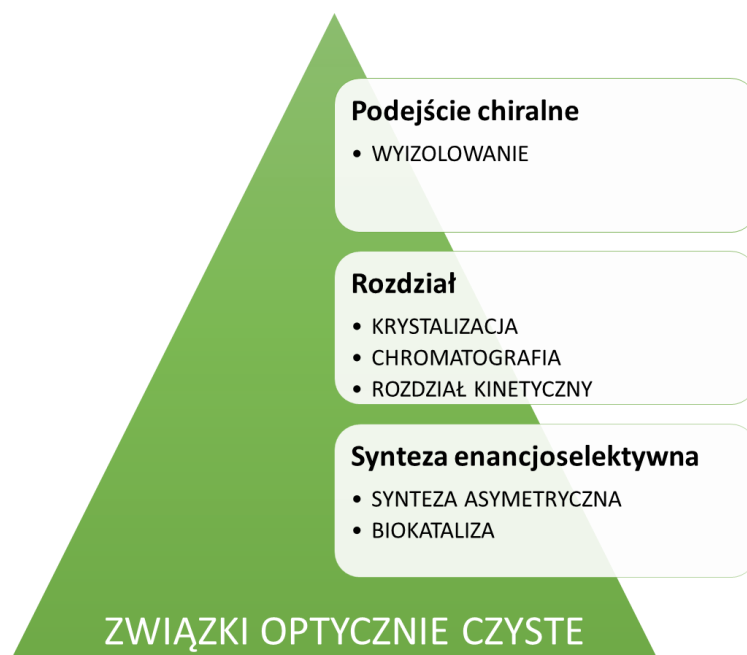 Podejście chiralne
• WYIZOLOWANIE
Rozdział
• KRYSTALIZACJA
• CHROMATOGRAFIA
• ROZDZIAŁ KINETYCZNY
Synteza enancjoselektywna
• SYNTEZA ASYMETRYCZNA
• BIOKATALIZA
ZWIĄZKI OPTYCZNIE CZYSTE